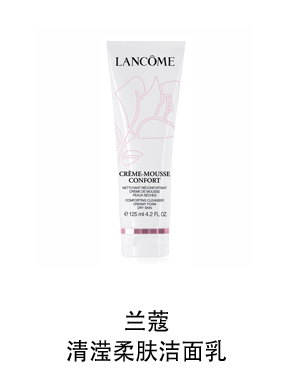 LANCÔME
CRÈME-MOUSSE
CONFORT
NETTOYANT RÉCONFORTANT
CRÈME DE MOUSSE
PEAUX SÈCHES
COMFORTING CLEANSER
CREAMY FOAM
DRY SKIN
e 125 ml 4.2 FL. OZ.
兰蔻
清滢柔肤洁面乳